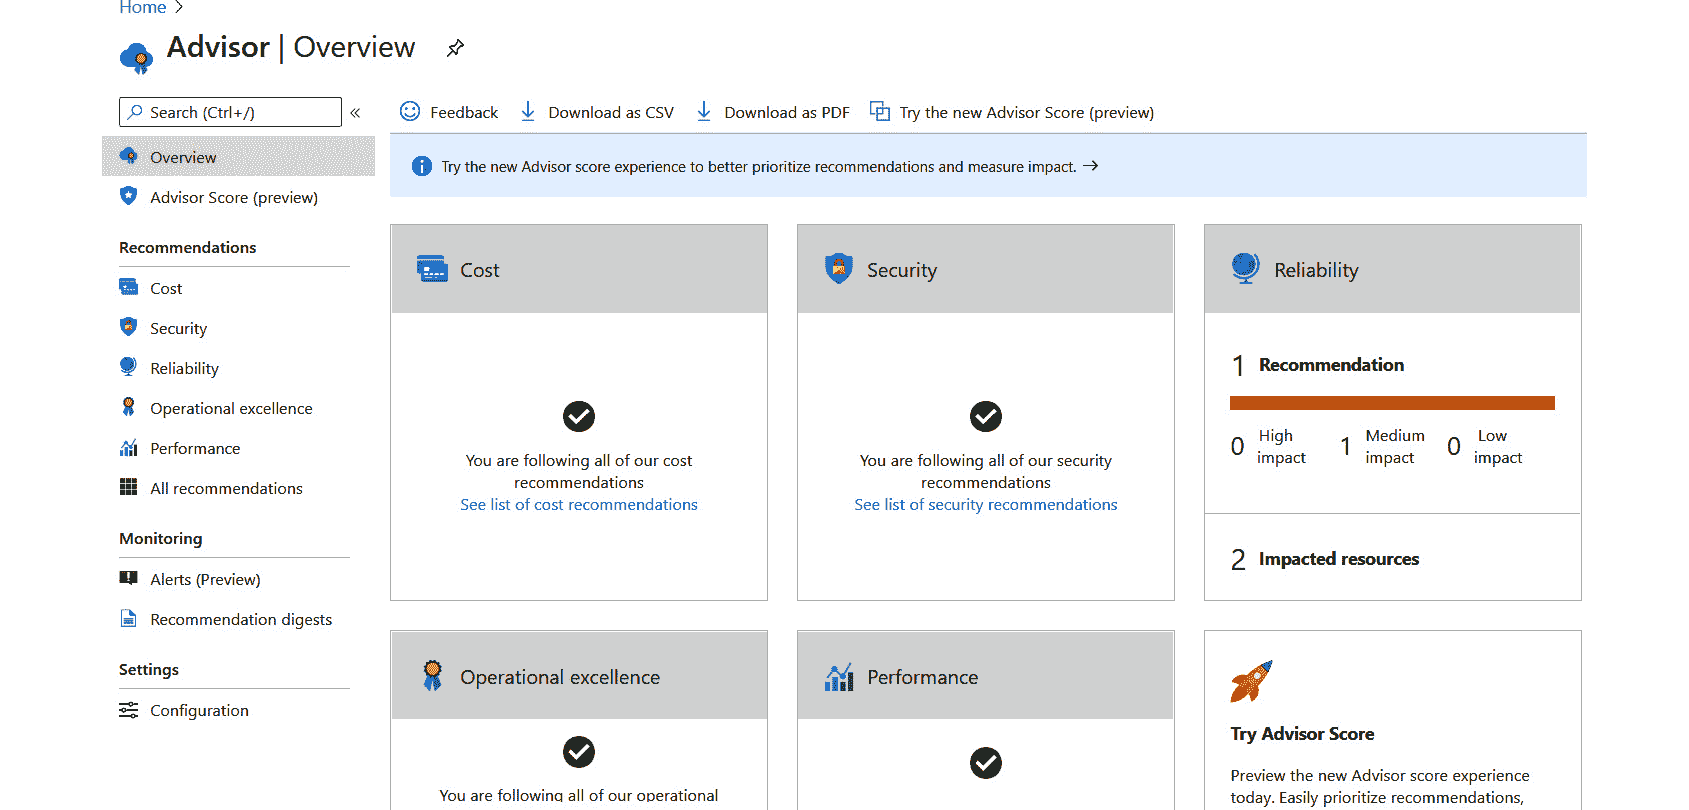 Home
Advisor | Overview
Search (Ctrl+/)
«
Feedback
Download as CSV
Download as PDF
Try the new Advisor Score (preview)
Try the new Advisor score experience to better prioritize recommendations and measure impact. →
Overview
Advisor Score (preview)
Recommendations
Cost
Security
Reliability
Operational excellence
Performance
All recommendations
Monitoring
Alerts (Preview)
Recommendation digests
Settings
Configuration
Cost
You are following all of our cost
recommendations
See list of cost recommendations
Security
You are following all of our security
recommendations
See list of security recommendations
Reliability
1 Recommendation
0 High impact
1 Medium impact
0 Low impact
2 Impacted resources
Operational excellence
You are following all of our operational
Performance
Try Advisor Score
Preview the new Advisor score experience
today. Easily prioritize recommendations,